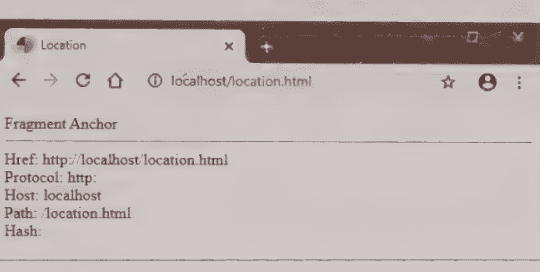 Location
localhost/location.html
Fragment Anchor
Href: http://localhost/location.html
Protocol: http:
Host: localhost
Path: /location.html
Hash: